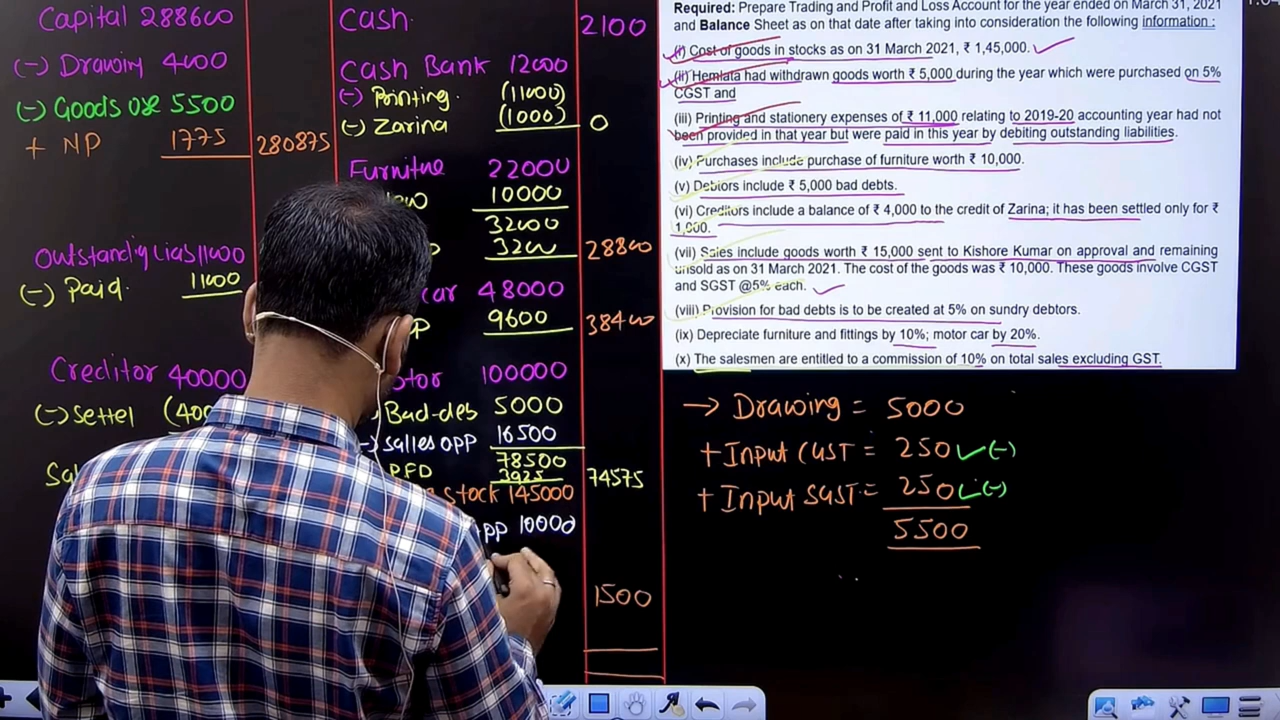 Capital 288600
(-) Drawing 4000
(-) Goods use 5500
+ NP 1775 280875
Outstanding Liab 11000
(-) Paid. 11000
Creditor 40000
(-) Settel (400
Sa
Cash 2100
Cash Bank 12000
(-) Printing. (11000)
(-) Zarina (1000) 0
Furnitue 22000
10000
32000
3200 28800
car 48000
9600 38400
otor 100000
Bad-des 5000
salles opp 16500
78500
PFD 3925 74575
stock 145000
pp 10000
1500
Required: Prepare Trading and Profit and Loss Account for the year ended on March 31, 2021
and Balance Sheet as on that date after taking into consideration the following information :
(i) Cost of goods in stocks as on 31 March 2021, ₹ 1,45,000.
(ii) Hemlata had withdrawn goods worth ₹ 5,000 during the year which were purchased on 5%
CGST and
(iii) Printing and stationery expenses of ₹ 11,000 relating to 2019-20 accounting year had not
been provided in that year but were paid in this year by debiting outstanding liabilities.
(iv) Purchases include purchase of furniture worth ₹ 10,000.
(v) Debtors include ₹ 5,000 bad debts.
(vi) Creditors include a balance of ₹ 4,000 to the credit of Zarina; it has been settled only for ₹
1,000.
(vii) Sales include goods worth ₹ 15,000 sent to Kishore Kumar on approval and remaining
unsold as on 31 March 2021. The cost of the goods was ₹ 10,000. These goods involve CGST
and SGST @5% each.
(viii) Provision for bad debts is to be created at 5% on sundry debtors.
(ix) Depreciate furniture and fittings by 10%; motor car by 20%.
(x) The salesmen are entitled to a commission of 10% on total sales excluding GST.
→ Drawing = 5000
+ Input CGST = 250 ✓(-)
+ Input SGST = 250 ✓(-)
5500